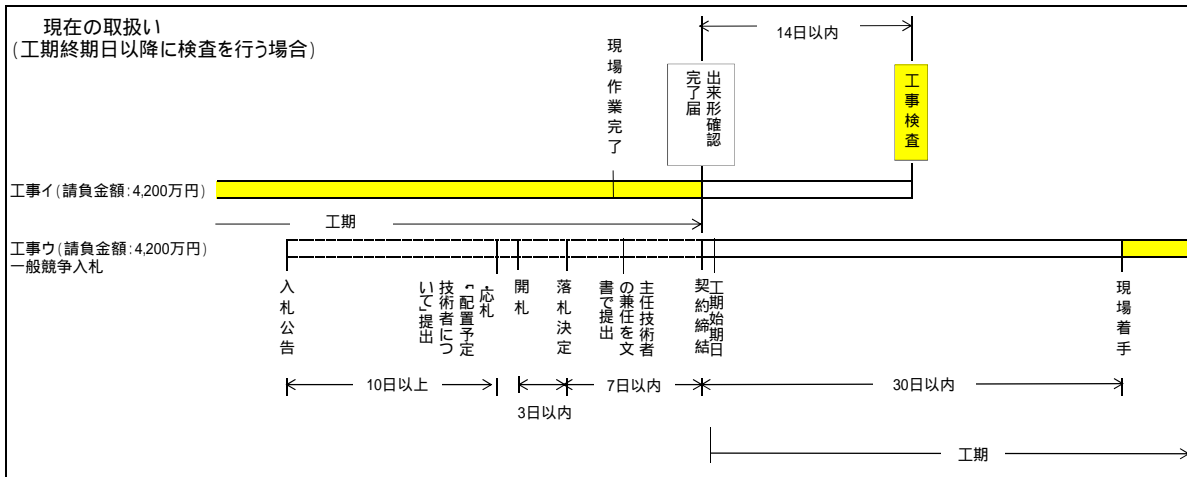 現在の取扱い
(工期終期日以降に検査を行う場合)
14日以内
現場作業完了
出来形確認
完了届
工事検査
工事イ(請負金額:4,200万円)
工期
工事ウ(請負金額:4,200万円)
一般競争入札
入札公告
・応札
・「配置予定
技術者につ
いて」提出
開札
落札決定
主任技術者
の兼任を文
書で提出
契約締結
工期始期日
現場着手
10日以上
3日以内
7日以内
30日以内
工期